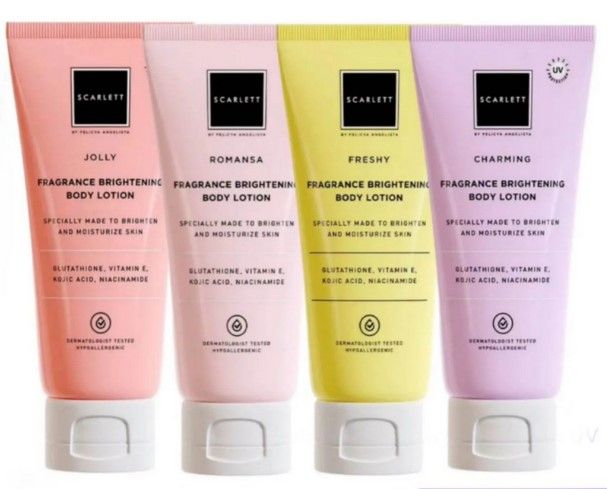 SCARLETT
BY FELICYA ANGELISTA
JOLLY
FRAGRANCE BRIGHTENING
BODY LOTION
SPECIALLY MADE TO BRIGHTEN
AND MOISTURIZE SKIN
GLUTATHIONE, VITAMIN E,
KOJIC ACID, NIACINAMIDE
DERMATOLOGIST TESTED
HYPOALLERGENIC
SCARLETT
BY FELICYA ANGELISTA
ROMANSA
FRAGRANCE BRIGHTENING
BODY LOTION
SPECIALLY MADE TO BRIGHTEN
AND MOISTURIZE SKIN
GLUTATHIONE, VITAMIN E,
KOJIC ACID, NIACINAMIDE
DERMATOLOGIST TESTED
HYPOALLERGENIC
SCARLETT
BY FELICYA ANGELISTA
FRESHY
FRAGRANCE BRIGHTENING
BODY LOTION
SPECIALLY MADE TO BRIGHTEN
AND MOISTURIZE SKIN
GLUTATHIONE, VITAMIN E,
KOJIC ACID, NIACINAMIDE
DERMATOLOGIST TESTED
HYPOALLERGENIC
SCARLETT
BY FELICYA ANGELISTA
UV
PROTECTION
CHARMING
FRAGRANCE BRIGHTENING
BODY LOTION
SPECIALLY MADE TO BRIGHTEN
AND MOISTURIZE SKIN
GLUTATHIONE, VITAMIN E,
KOJIC ACID, NIACINAMIDE
DERMATOLOGIST TESTED
HYPOALLERGENIC
UV